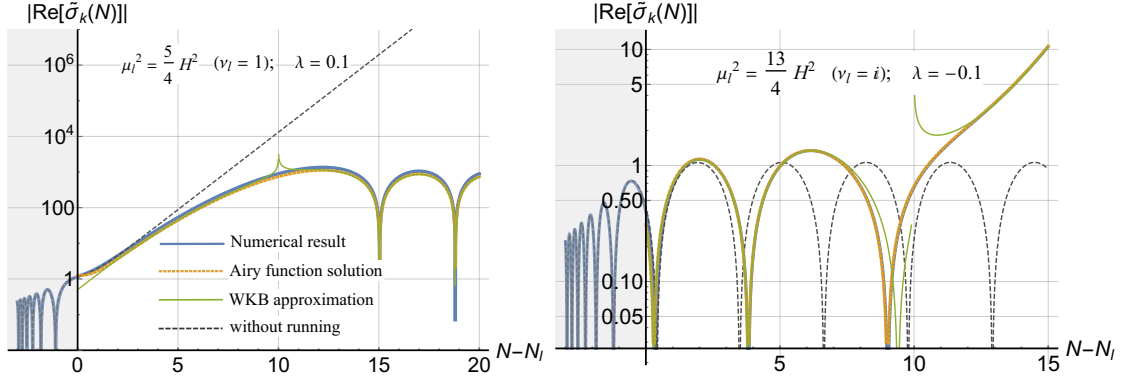 |Re[σ̃ₖ(N)]|
10⁶
10⁴
100
1
μₗ² = 5/4 H² (νₗ = 1); λ = 0.1
Numerical result
Airy function solution
WKB approximation
without running
0 5 10 15 20
N−Nₗ
|Re[σ̃ₖ(N)]|
10
5
1
0.50
0.10
0.05
μₗ² = 13/4 H² (νₗ = i); λ = −0.1
0 5 10 15
N−Nₗ